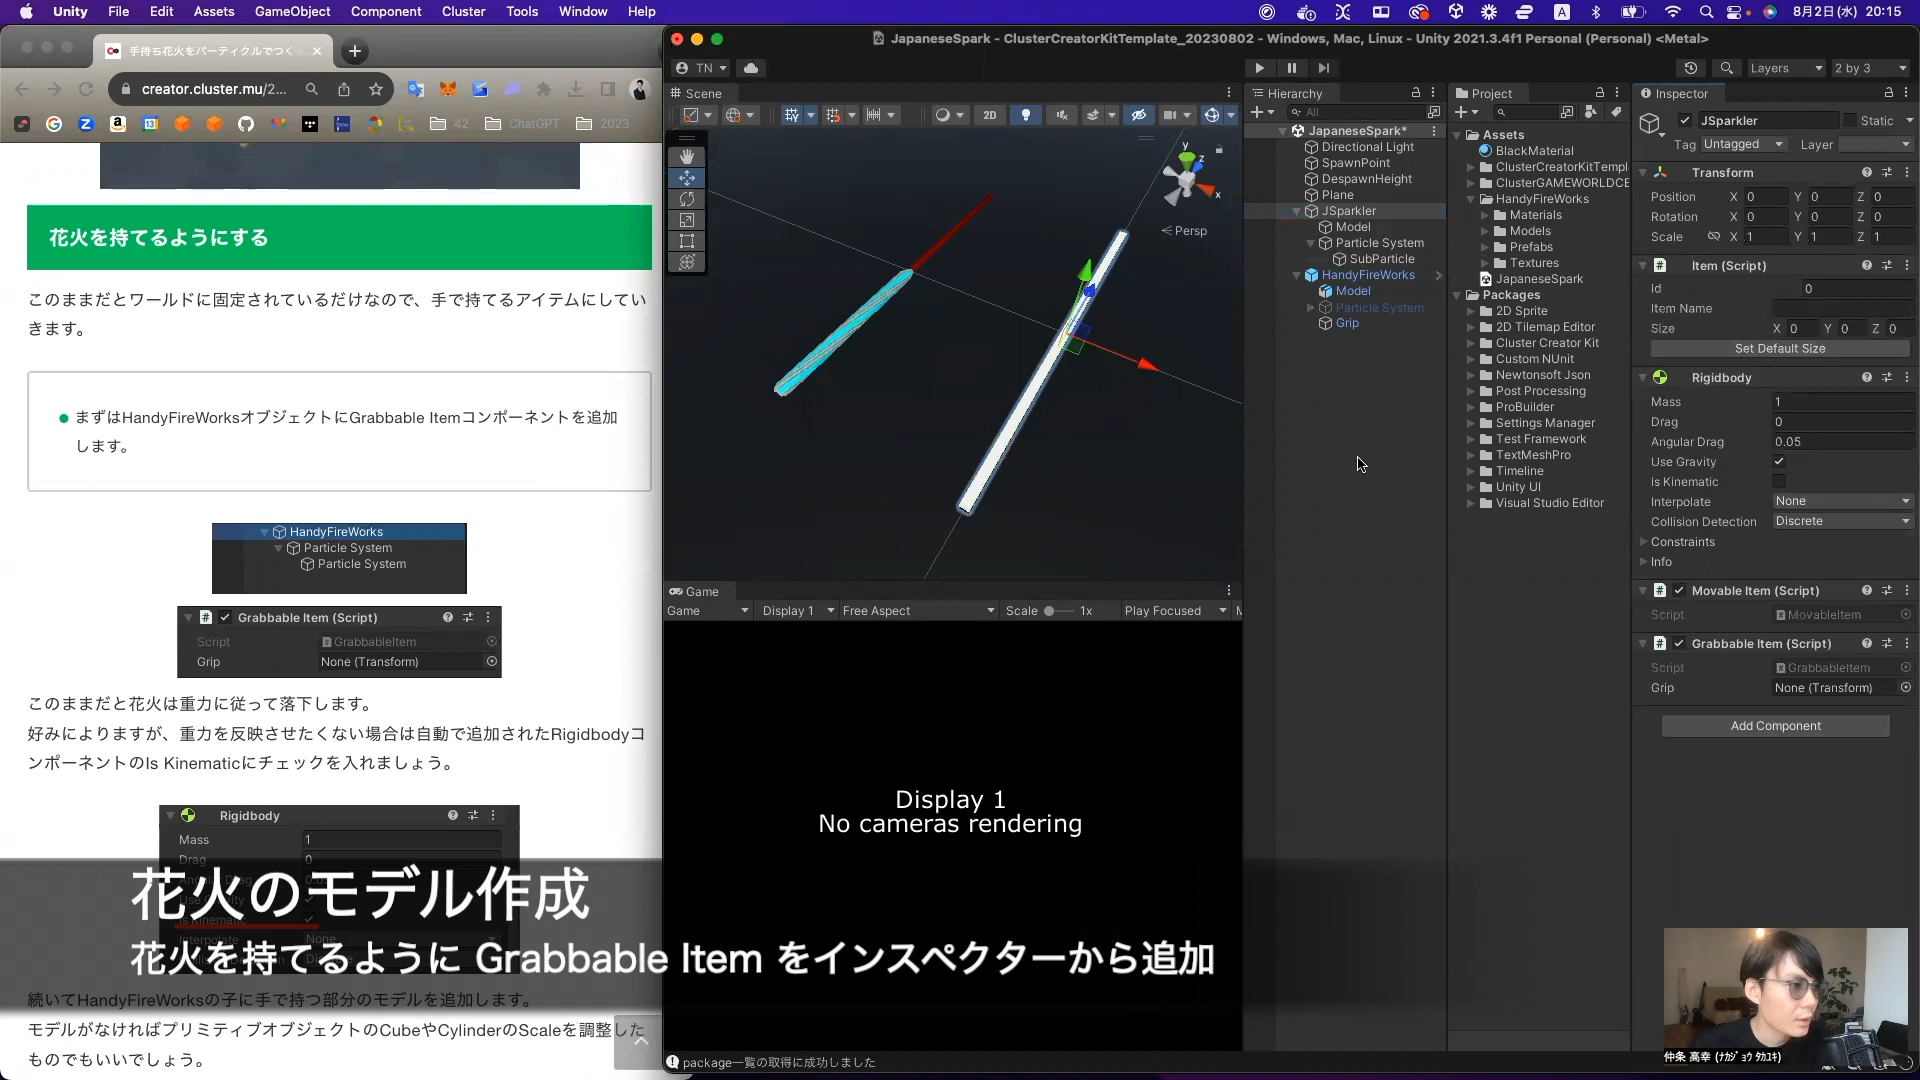 Unity File Edit Assets GameObject Component Cluster Tools Window Help
8月2日(水) 20:15
手持ち花火をパーティクルでつく
creator.cluster.mu/2...
42 ChatGPT 2023
花火を持てるようにする
このままだとワールドに固定されているだけなので、手で持てるアイテムにしてい
きます。
まずはHandyFireWorksオブジェクトにGrabbable Itemコンポーネントを追加
します。
HandyFireWorks
Particle System
Particle System
Grabbable Item (Script)
Script GrabbableItem
Grip None (Transform)
このままだと花火は重力に従って落下します。
好みによりますが、重力を反映させたくない場合は自動で追加されたRigidbodyコ
ンポーネントのIs Kinematicにチェックを入れましょう。
Rigidbody
Mass 1
Drag 0
Interpolate None
花火のモデル作成
花火を持てるように Grabbable Item をインスペクターから追加
続いてHandyFireWorksの子に手で持つ部分のモデルを追加します。
モデルがなければプリミティブオブジェクトのCubeやCylinderのScaleを調整した
ものでもいいでしょう。
JapaneseSpark - ClusterCreatorKitTemplate_20230802 - Windows, Mac, Linux - Unity 2021.3.4f1 Personal (Personal) <Metal>
TN
Layers 2 by 3
Scene
2D
y
z
x
Persp
Game
Game Display 1 Free Aspect Scale 1x Play Focused M
Display 1
No cameras rendering
package一覧の取得に成功しました
Hierarchy
All
JapaneseSpark*
Directional Light
SpawnPoint
DespawnHeight
Plane
JSparkler
Model
Particle System
SubParticle
HandyFireWorks
Model
Particle System
Grip
Project
Assets
BlackMaterial
ClusterCreatorKitTempl
ClusterGAMEWORLDCE
HandyFireWorks
Materials
Models
Prefabs
Textures
JapaneseSpark
Packages
2D Sprite
2D Tilemap Editor
Cluster Creator Kit
Custom NUnit
Newtonsoft Json
Post Processing
ProBuilder
Settings Manager
Test Framework
TextMeshPro
Timeline
Unity UI
Visual Studio Editor
Inspector
JSparkler Static
Tag Untagged Layer
Transform
Position X 0 Y 0 Z 0
Rotation X 0 Y 0 Z 0
Scale X 1 Y 1 Z 1
Item (Script)
Id 0
Item Name
Size X 0 Y 0 Z 0
Set Default Size
Rigidbody
Mass 1
Drag 0
Angular Drag 0.05
Use Gravity
Is Kinematic
Interpolate None
Collision Detection Discrete
Constraints
Info
Movable Item (Script)
Script MovableItem
Grabbable Item (Script)
Script GrabbableItem
Grip None (Transform)
Add Component
仲条 高幸 (ﾅｶｼﾞｮｳ ﾀｶﾕｷ)